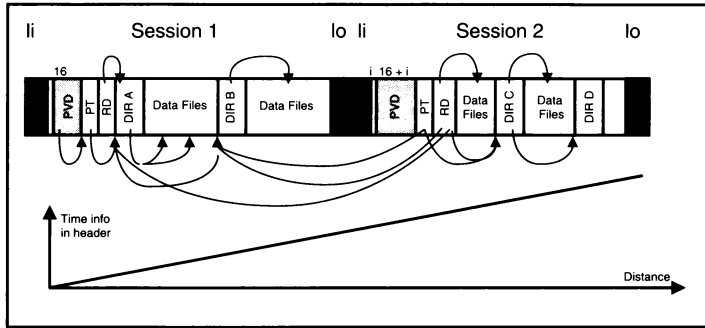 li Session 1 lo li Session 2 lo
16 i 16 + i
PVD PT RD DIR A Data Files DIR B Data Files PVD PT RD Data Files DIR C Data Files DIR D
Time info in header
Distance